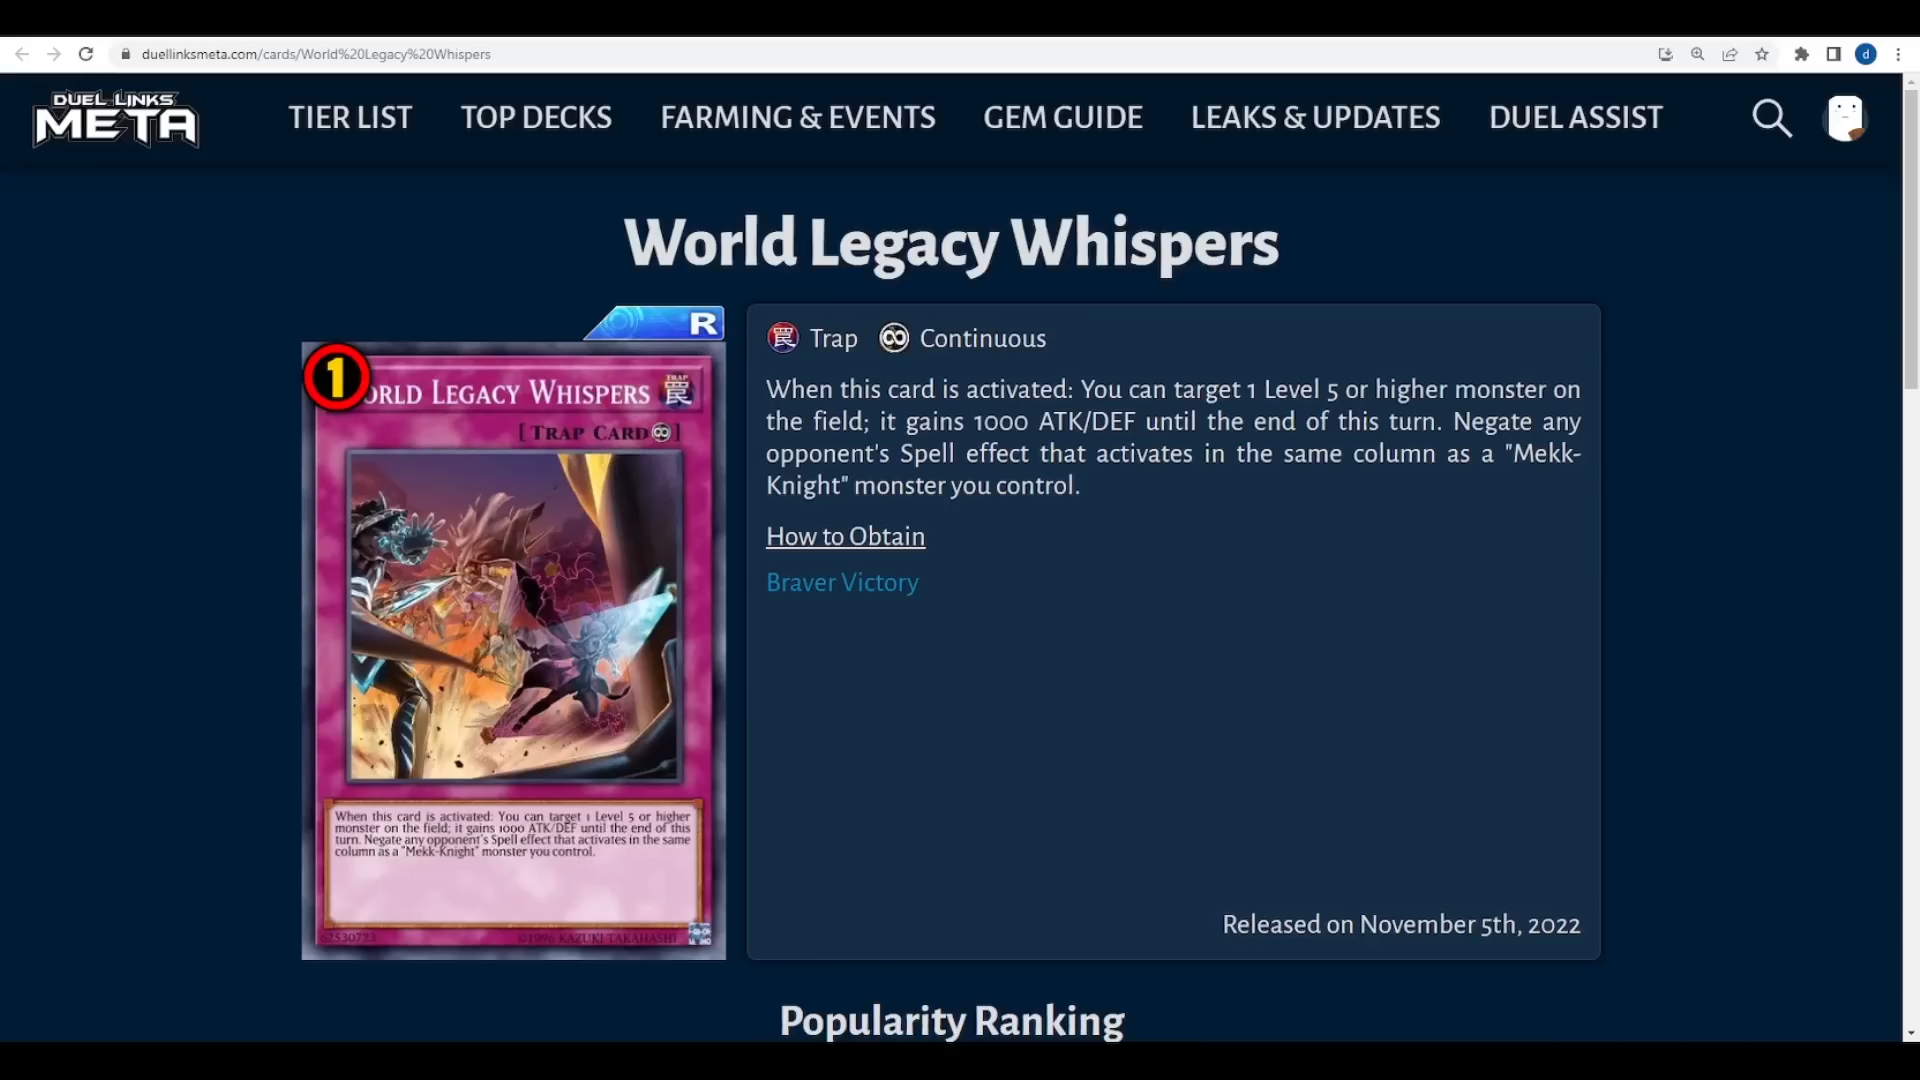 duellinksmeta.com/cards/World%20Legacy%20Whispers
d
DUEL LINKS
META
TIER LIST
TOP DECKS
FARMING & EVENTS
GEM GUIDE
LEAKS & UPDATES
DUEL ASSIST
World Legacy Whispers
R
1
ORLD LEGACY WHISPERS
TRAP
罠
[TRAP CARD∞]
When this card is activated: You can target 1 Level 5 or higher
monster on the field; it gains 1000 ATK/DEF until the end of this
turn. Negate any opponent's Spell effect that activates in the same
column as a "Mekk-Knight" monster you control.
62530723
©1996 KAZUKI TAKAHASHI
罠 Trap ∞ Continuous
When this card is activated: You can target 1 Level 5 or higher monster on
the field; it gains 1000 ATK/DEF until the end of this turn. Negate any
opponent's Spell effect that activates in the same column as a "Mekk-
Knight" monster you control.
How to Obtain
Braver Victory
Released on November 5th, 2022
Popularity Ranking